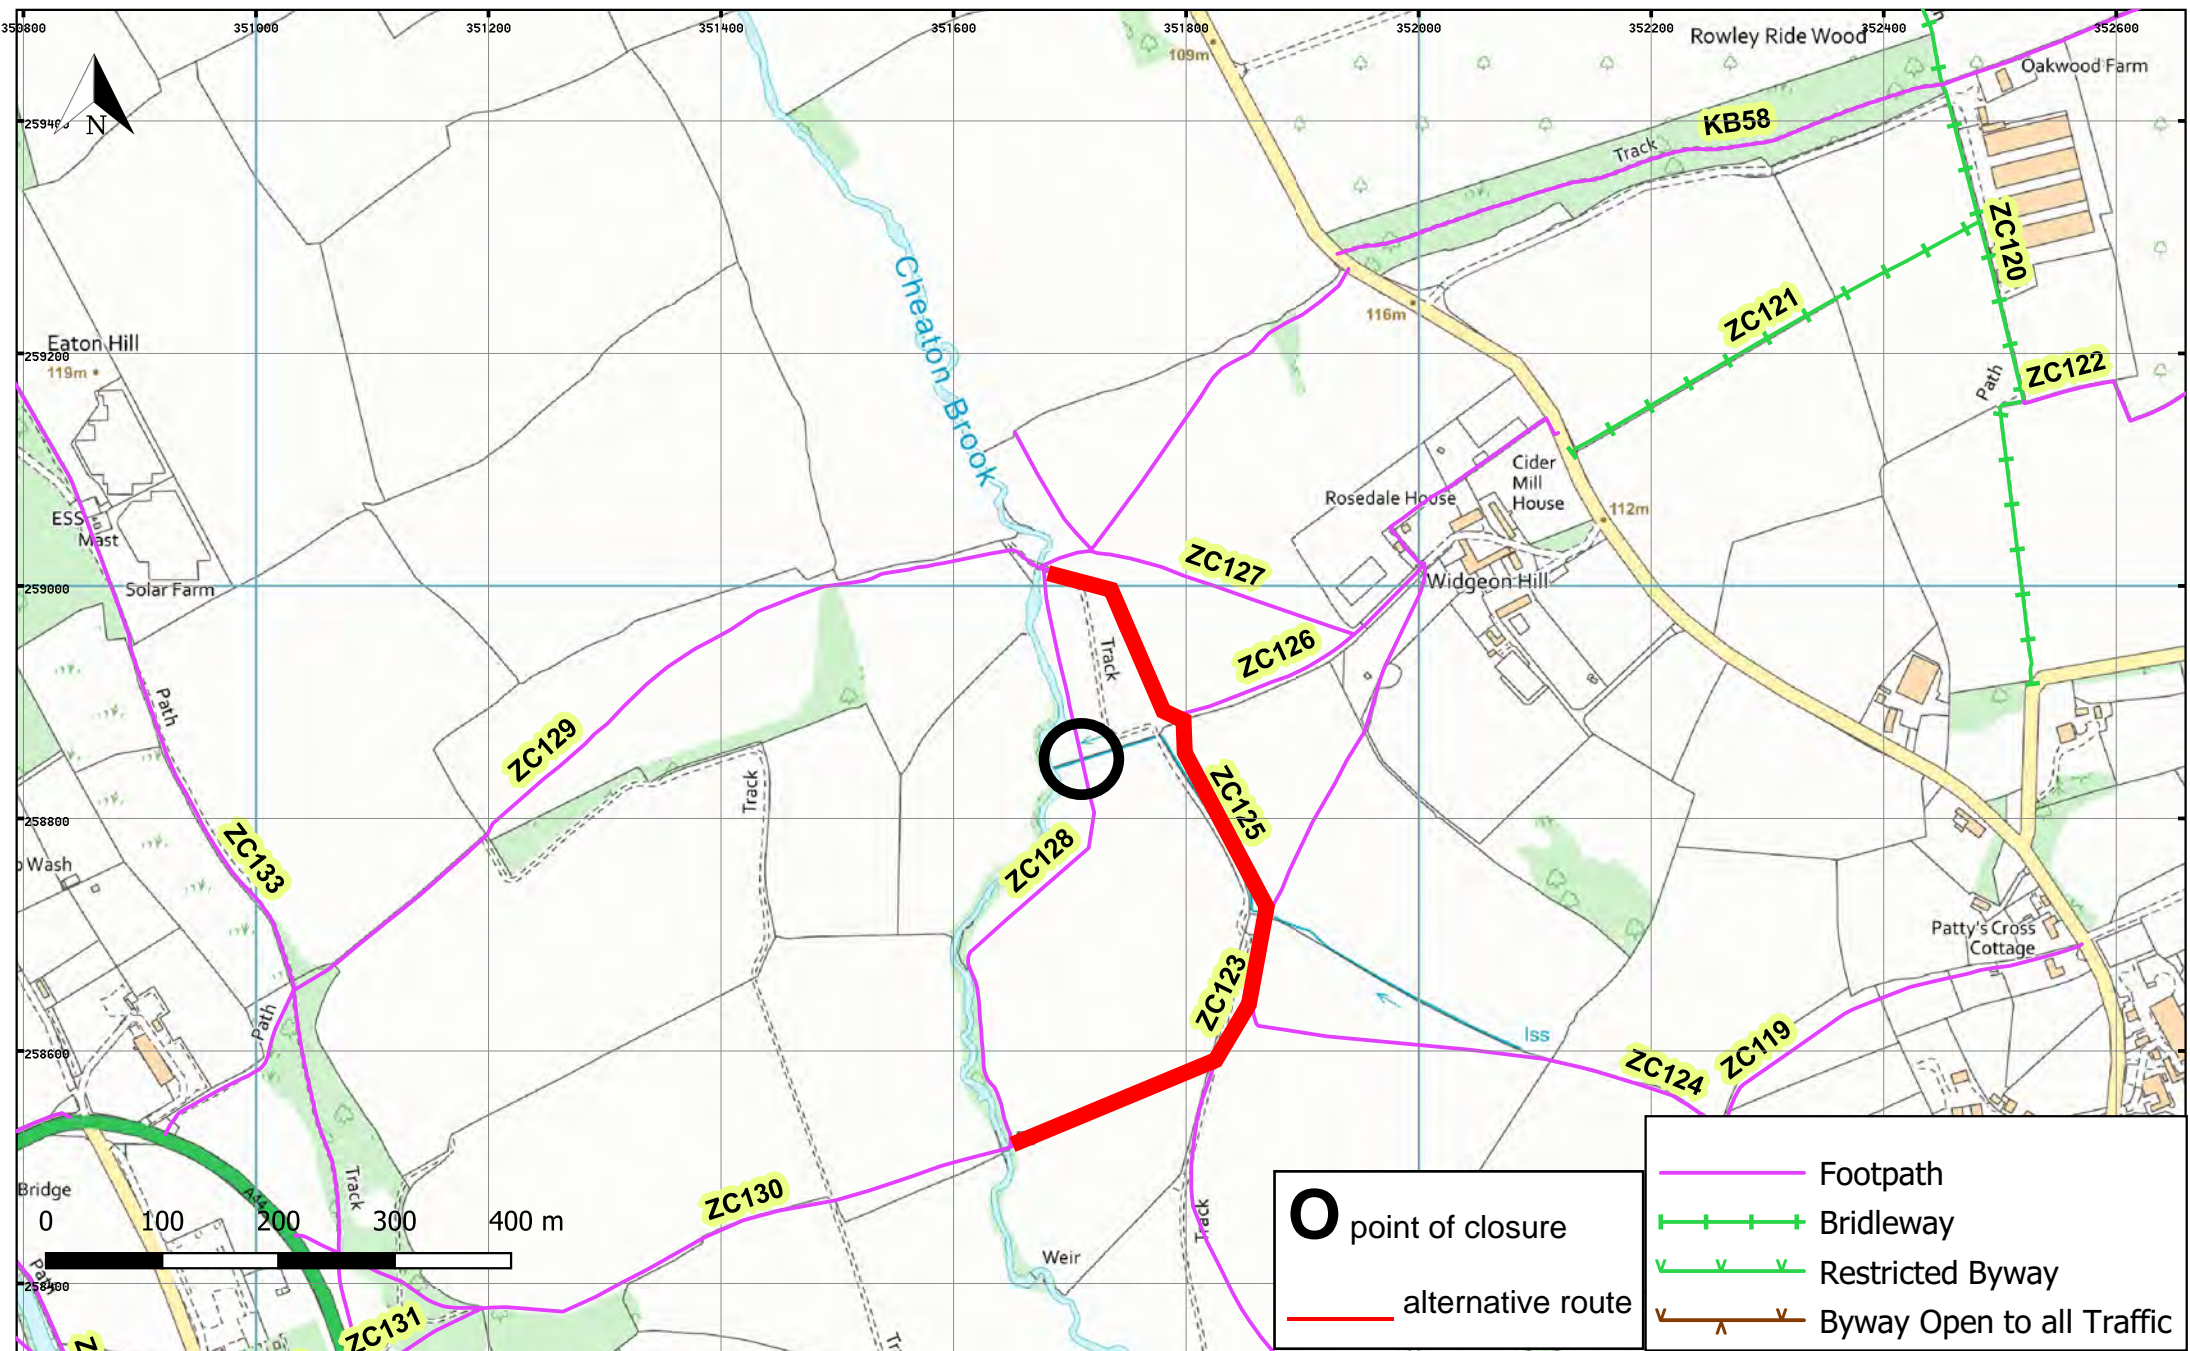 350800
351000
351200
351400
351600
351800
352000
352200
352400
352600
109m
Rowley Ride Wood
Oakwood Farm
259400
N
KB58
Track
ZC120
Cheaton Brook
ZC121
116m
Eaton Hill
119m
259200
ZC122
Path
Cider
Mill
House
Rosedale House
112m
ESS
Mast
Solar Farm
259000
ZC127
Widgeon Hill
Track
ZC126
Path
ZC129
Track
ZC125
258800
ZC133
Wash
ZC128
Patty's Cross
Cottage
ZC123
Path
Iss
258600
ZC124
ZC119
Track
Bridge
ZC130
Track
0 100 200 300 400 m
Weir
258400
ZC131
O point of closure
alternative route
Footpath
Bridleway
Restricted Byway
Byway Open to all Traffic